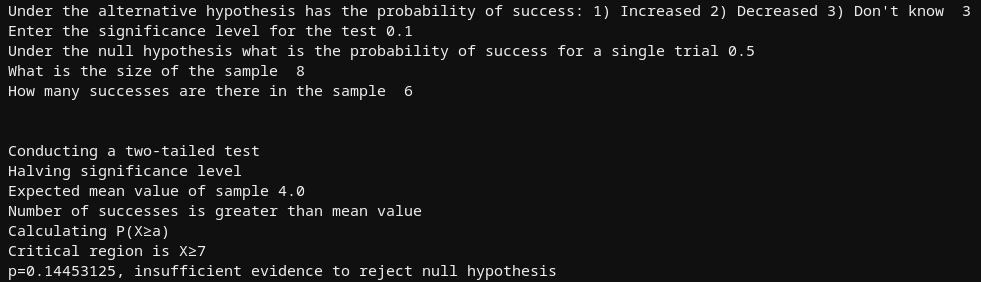 Under the alternative hypothesis has the probability of success: 1) Increased 2) Decreased 3) Don't know  3
Enter the significance level for the test 0.1
Under the null hypothesis what is the probability of success for a single trial 0.5
What is the size of the sample  8
How many successes are there in the sample  6
Conducting a two-tailed test
Halving significance level
Expected mean value of sample 4.0
Number of successes is greater than mean value
Calculating P(X≥a)
Critical region is X≥7
p=0.14453125, insufficient evidence to reject null hypothesis